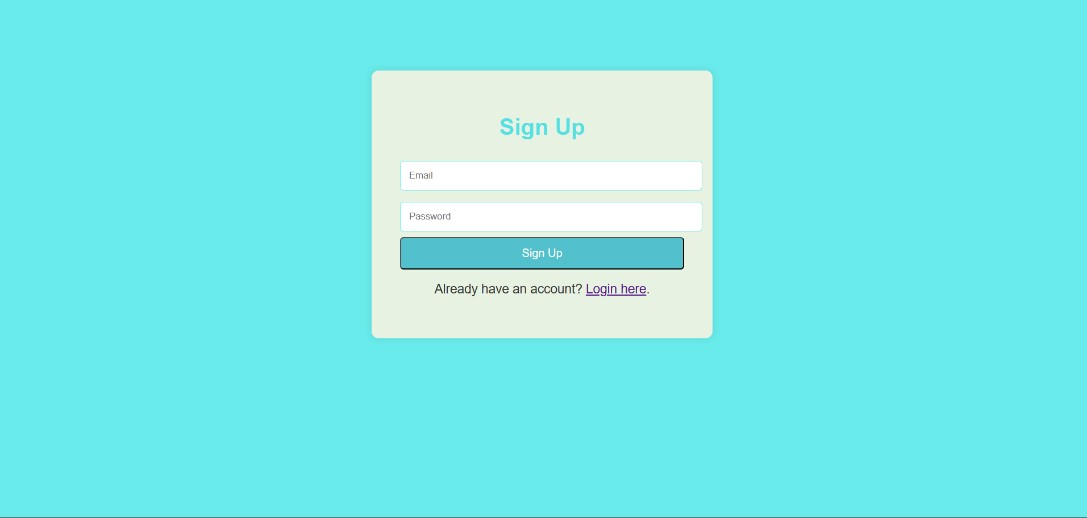 Sign Up
Email
Password
Sign Up
Already have an account? Login here.